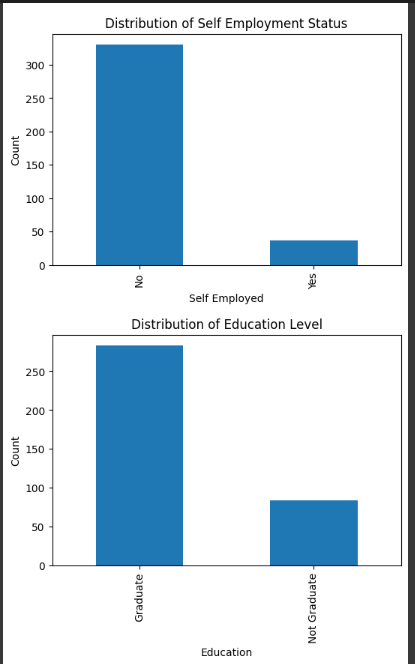 Distribution of Self Employment Status
300
250
200
150
100
50
0
Count
No
Yes
Self Employed
Distribution of Education Level
250
200
150
100
50
0
Count
Graduate
Not Graduate
Education